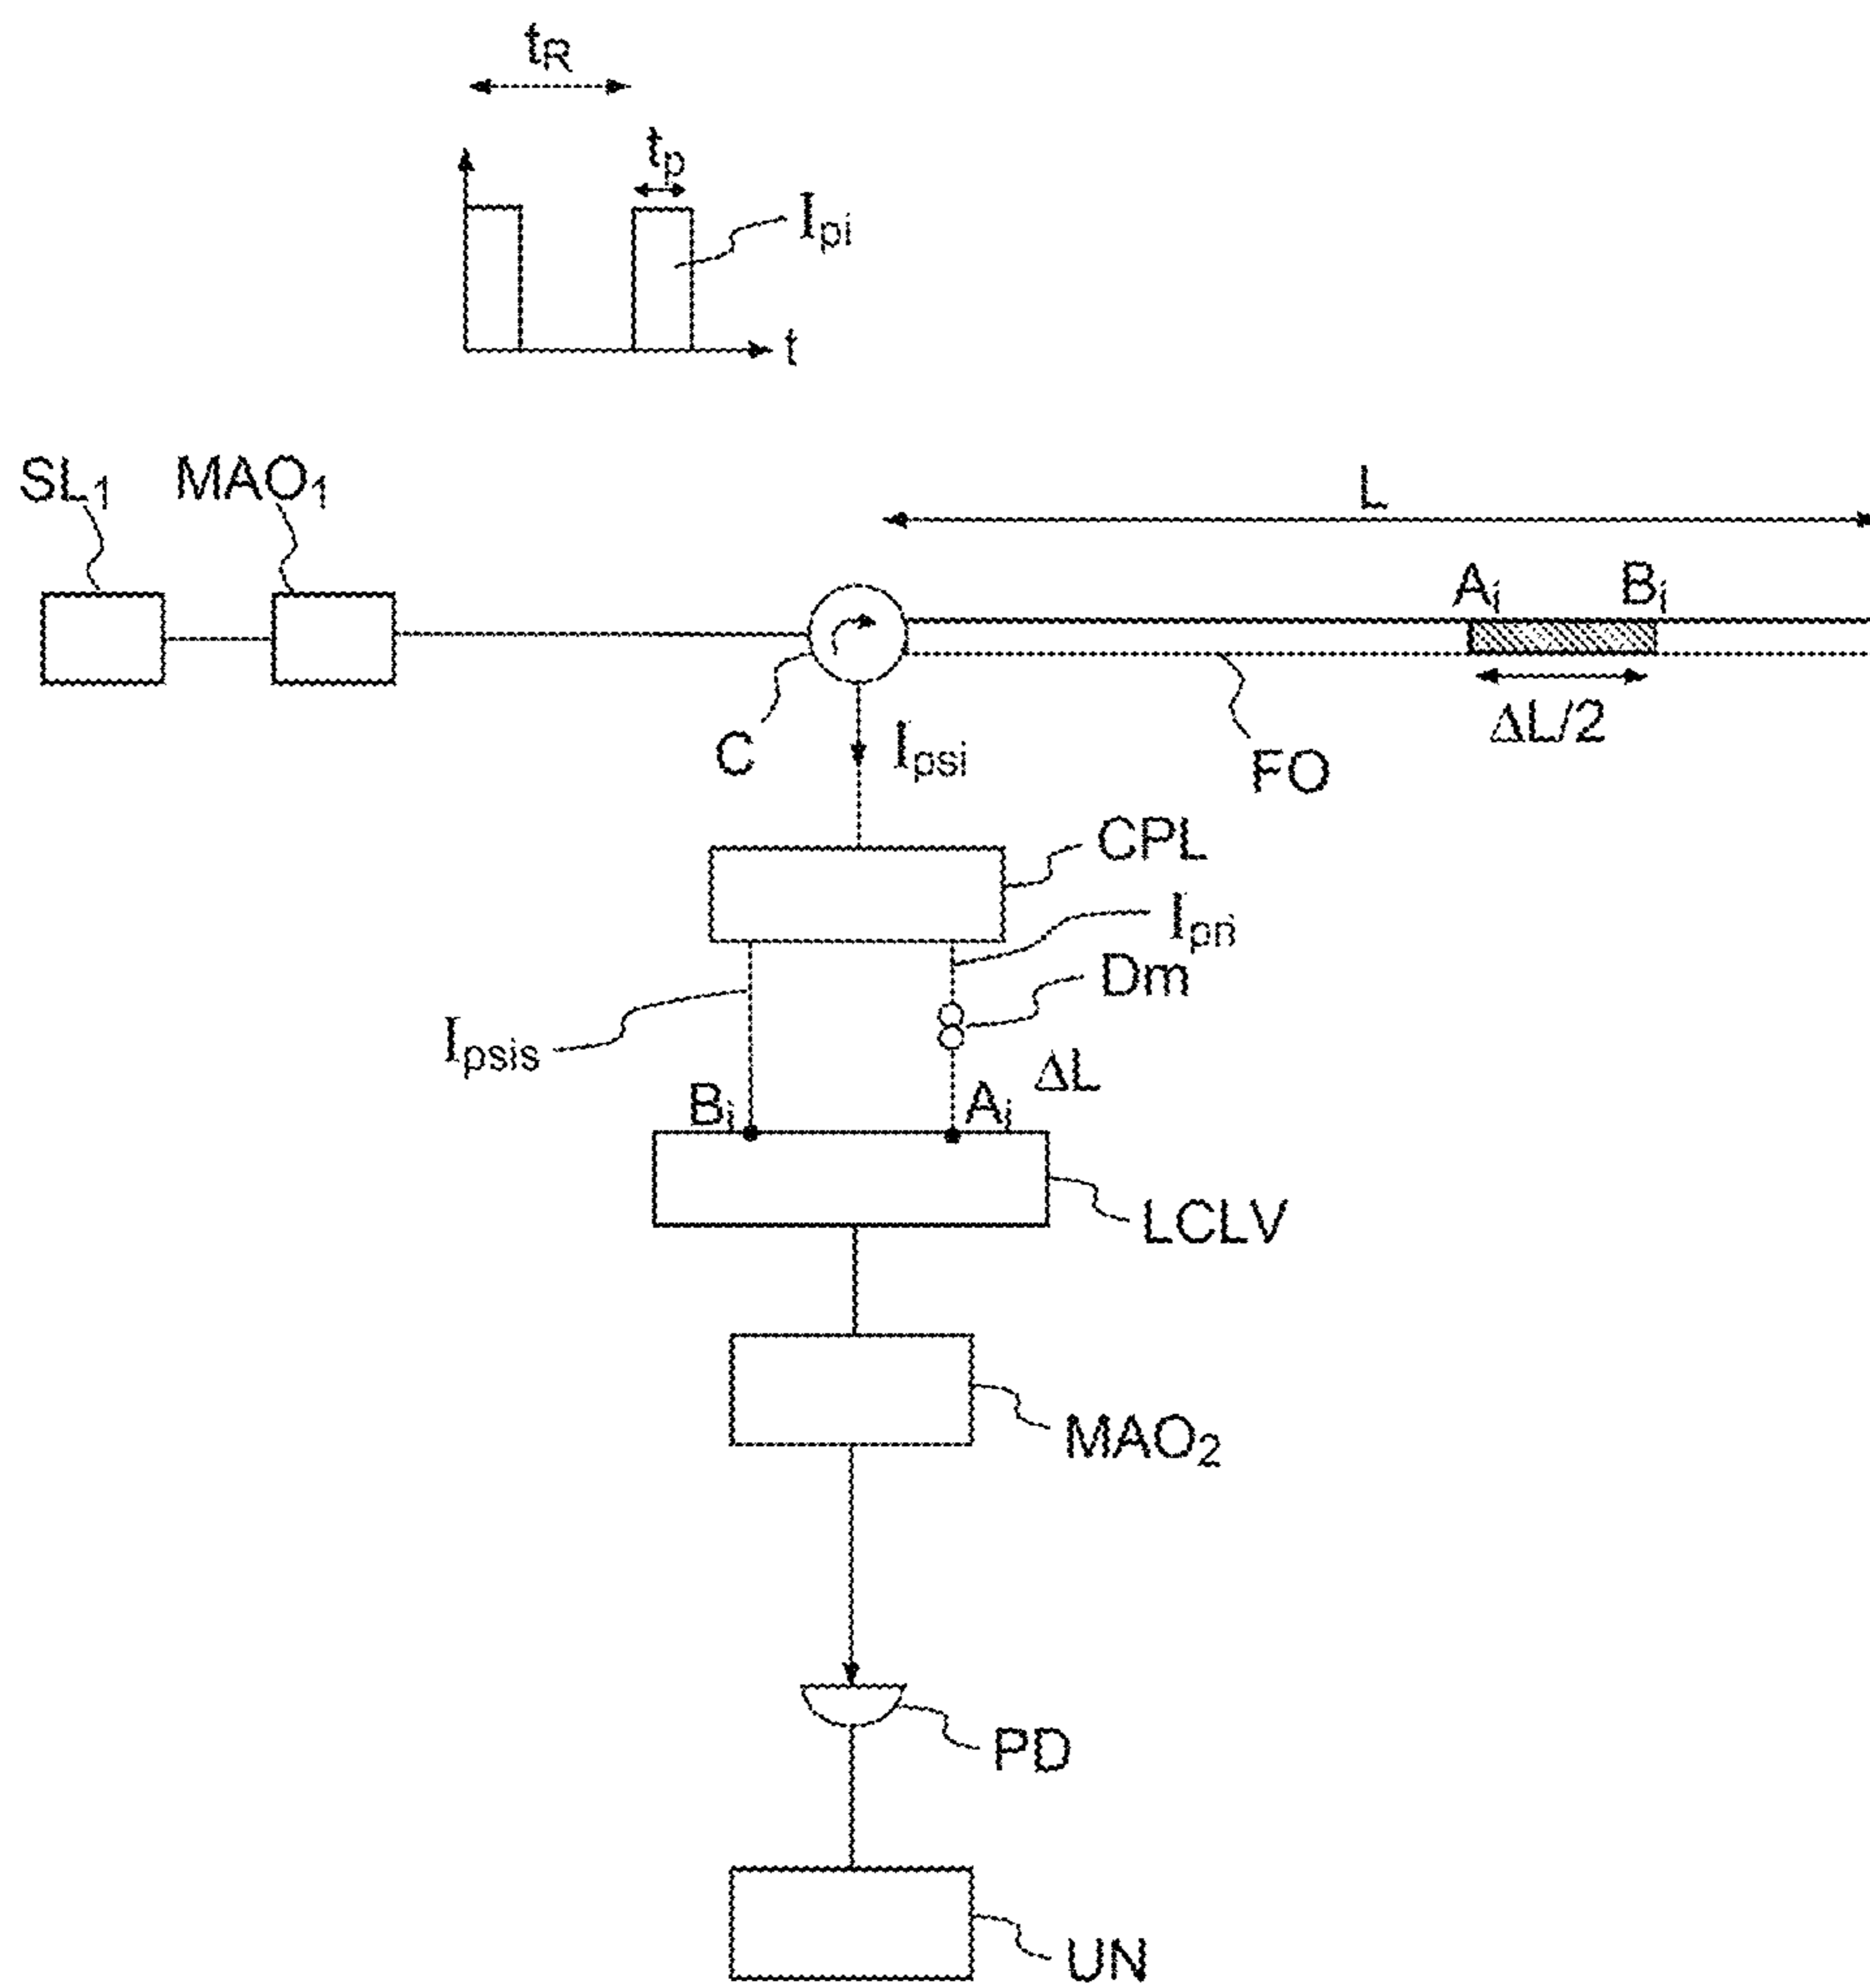 tR
tp
Ipi
t
SL1
MAO1
L
Ai
Bi
ΔL/2
C
Ipsi
FO
CPL
Ipri
Dm
Ipsis
ΔL
Bi
Ai
LCLV
MAO2
PD
UN